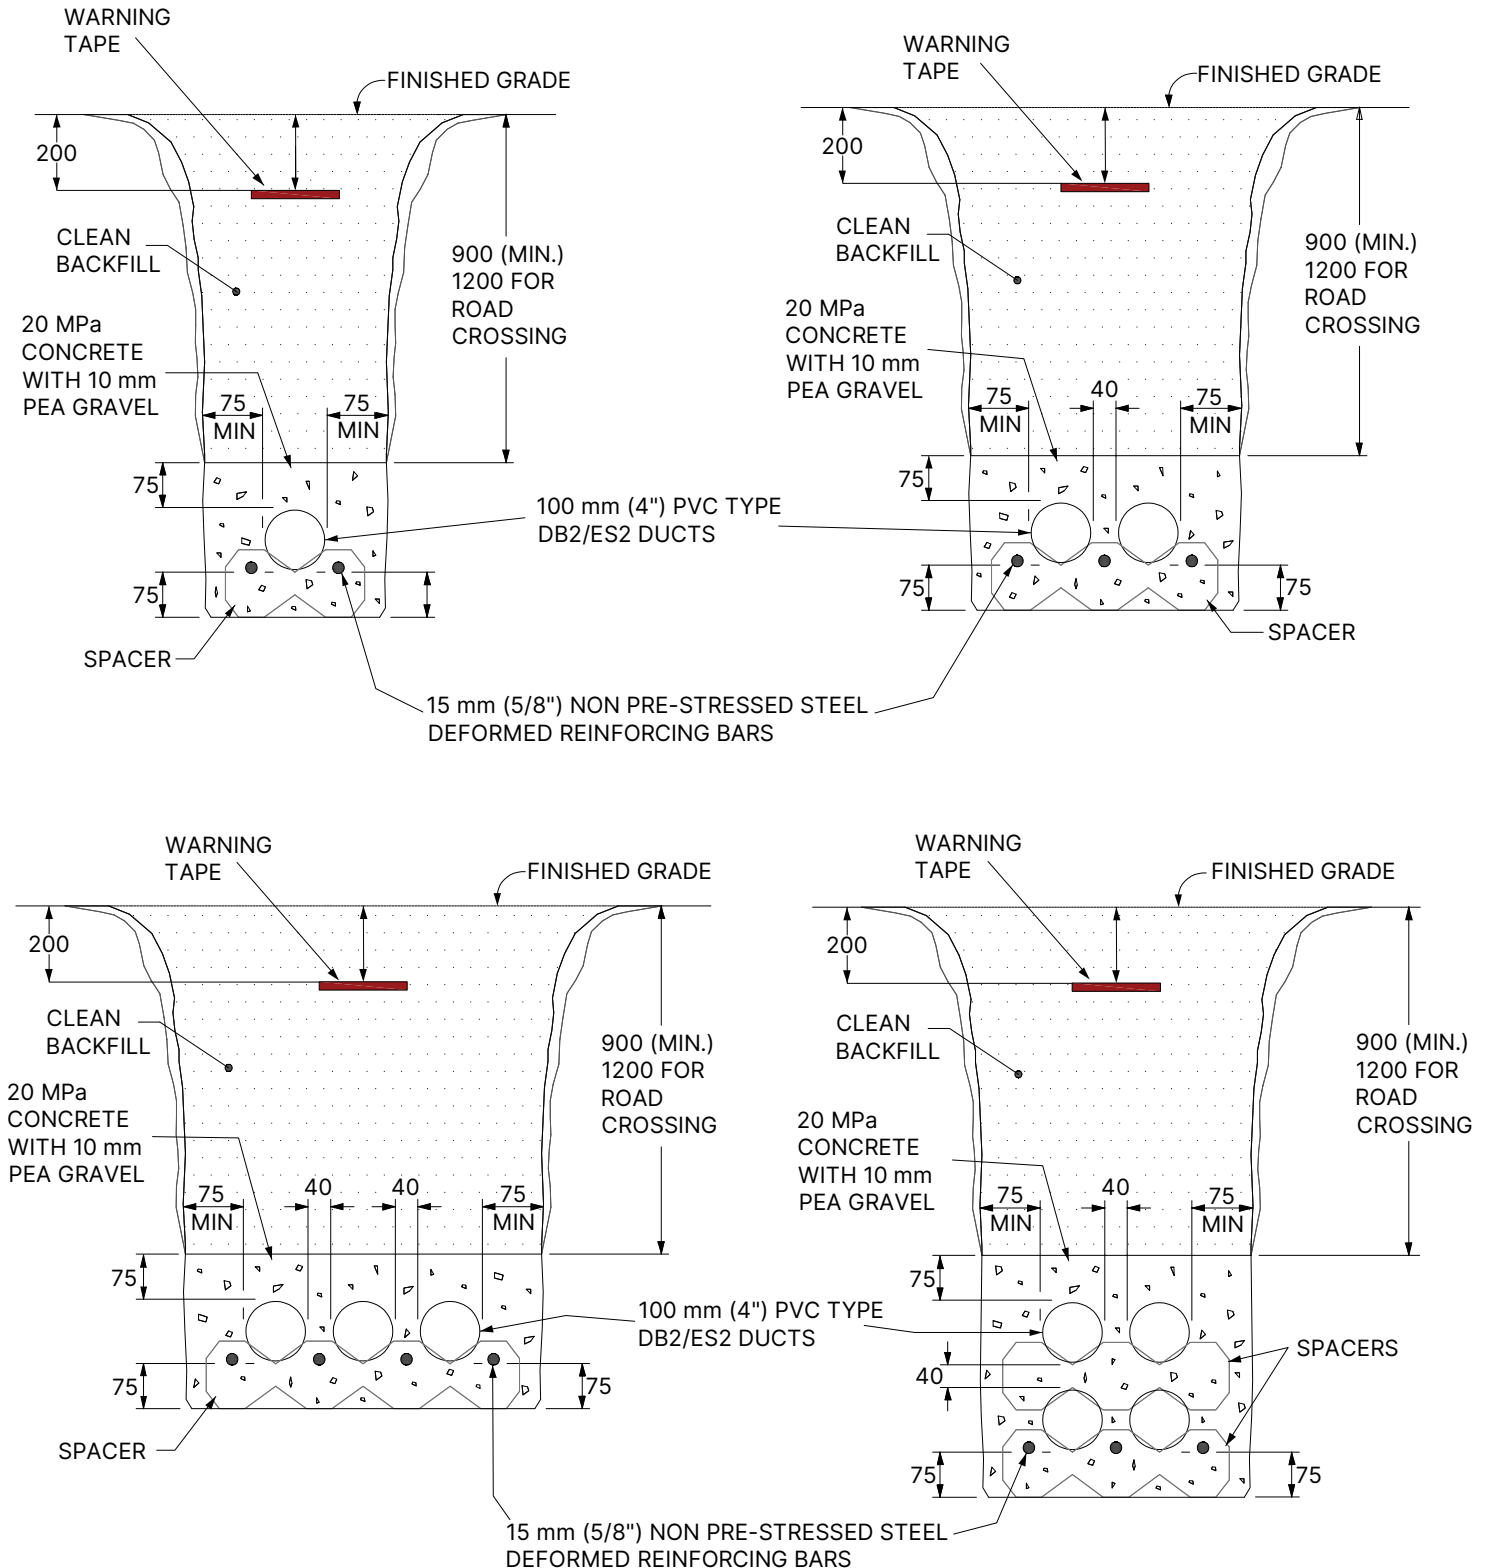 WARNING
TAPE
FINISHED GRADE
200
CLEAN
BACKFILL
900 (MIN.)
1200 FOR
ROAD
CROSSING
20 MPa
CONCRETE
WITH 10 mm
PEA GRAVEL
75
MIN
75
MIN
75
75
SPACER
100 mm (4") PVC TYPE
DB2/ES2 DUCTS
WARNING
TAPE
FINISHED GRADE
200
CLEAN
BACKFILL
900 (MIN.)
1200 FOR
ROAD
CROSSING
20 MPa
CONCRETE
WITH 10 mm
PEA GRAVEL
75
MIN
40
75
MIN
75
75
75
SPACER
15 mm (5/8") NON PRE-STRESSED STEEL
DEFORMED REINFORCING BARS
WARNING
TAPE
FINISHED GRADE
200
CLEAN
BACKFILL
900 (MIN.)
1200 FOR
ROAD
CROSSING
20 MPa
CONCRETE
WITH 10 mm
PEA GRAVEL
75
MIN
40
40
75
MIN
75
75
75
SPACER
100 mm (4") PVC TYPE
DB2/ES2 DUCTS
WARNING
TAPE
FINISHED GRADE
200
CLEAN
BACKFILL
900 (MIN.)
1200 FOR
ROAD
CROSSING
20 MPa
CONCRETE
WITH 10 mm
PEA GRAVEL
75
MIN
40
75
MIN
75
40
SPACERS
75
75
15 mm (5/8") NON PRE-STRESSED STEEL
DEFORMED REINFORCING BARS